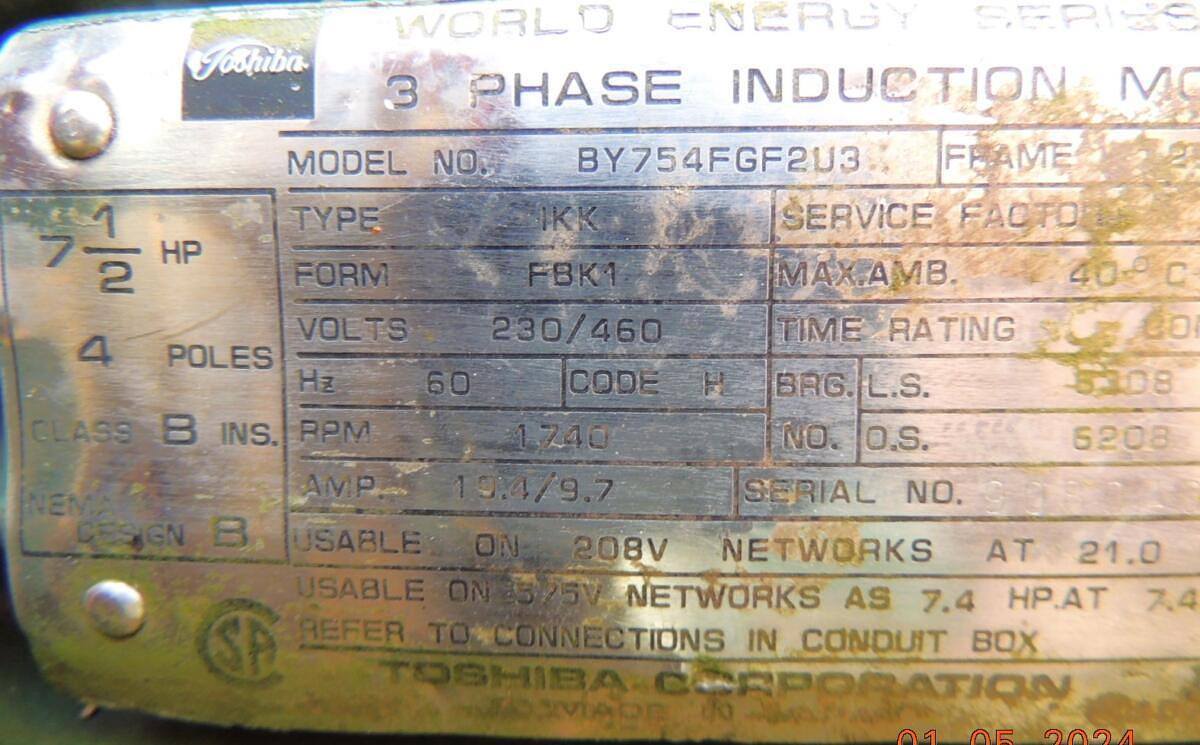 WORLD ENERGY SERIES
Toshiba
3 PHASE INDUCTION MO
MODEL NO. BY754FGF2U3 FRAME 2
7 1/2 HP
TYPE IKK SERVICE FACTO
FORM FBK1 MAX.AMB. 40° C
VOLTS 230/460 TIME RATING
4 POLES
Hz 60 CODE H BRG. L.S.
CLASS B INS.
RPM 1740 NO. O.S. 6208
AMP. 19.4/9.7 SERIAL NO.
NEMA
DESIGN B
USABLE ON 208V NETWORKS AT 21.0
USABLE ON 575V NETWORKS AS 7.4 HP.AT 7.4
REFER TO CONNECTIONS IN CONDUIT BOX
SA
TOSHIBA CORPORATION
MADE
01 05 2024